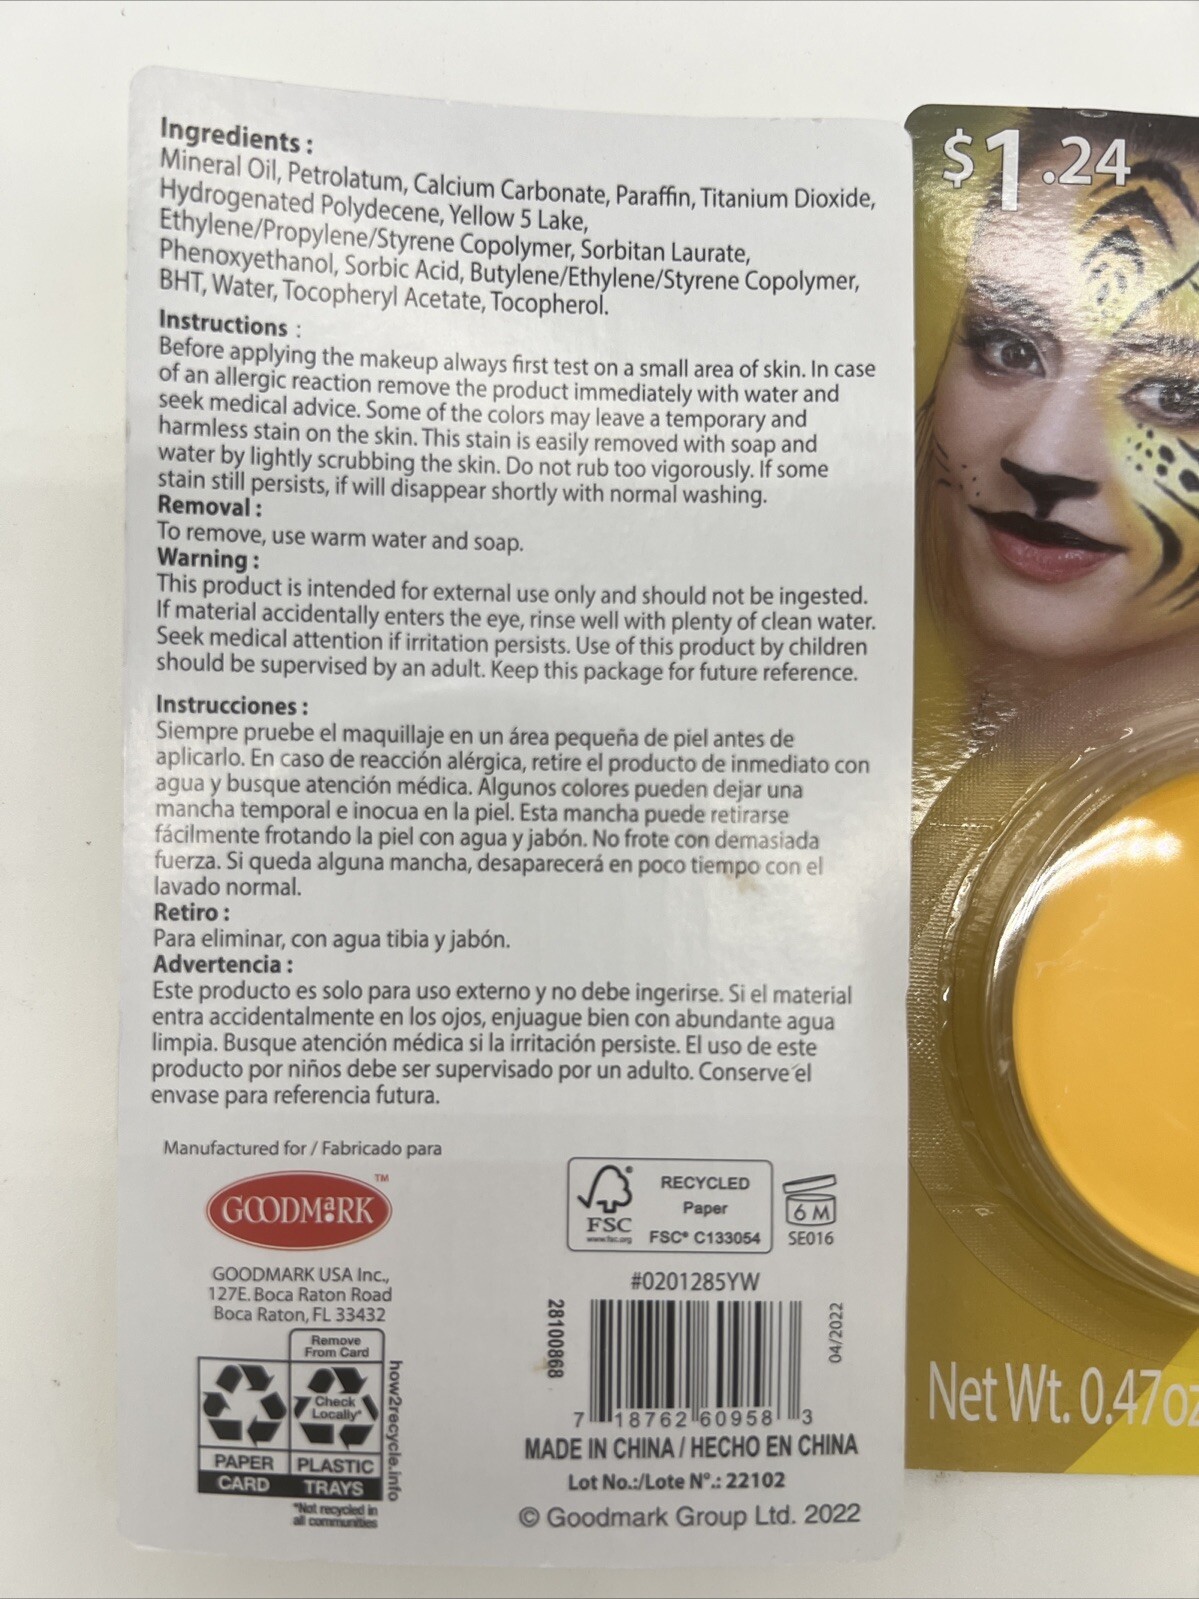 Ingredients :
Mineral Oil, Petrolatum, Calcium Carbonate, Paraffin, Titanium Dioxide,
Hydrogenated Polydecene, Yellow 5 Lake,
Ethylene/Propylene/Styrene Copolymer, Sorbitan Laurate,
Phenoxyethanol, Sorbic Acid, Butylene/Ethylene/Styrene Copolymer,
BHT, Water, Tocopheryl Acetate, Tocopherol.
Instructions :
Before applying the makeup always first test on a small area of skin. In case
of an allergic reaction remove the product immediately with water and
seek medical advice. Some of the colors may leave a temporary and
harmless stain on the skin. This stain is easily removed with soap and
water by lightly scrubbing the skin. Do not rub too vigorously. If some
stain still persists, if will disappear shortly with normal washing.
Removal :
To remove, use warm water and soap.
Warning :
This product is intended for external use only and should not be ingested.
If material accidentally enters the eye, rinse well with plenty of clean water.
Seek medical attention if irritation persists. Use of this product by children
should be supervised by an adult. Keep this package for future reference.
Instrucciones :
Siempre pruebe el maquillaje en un área pequeña de piel antes de
aplicarlo. En caso de reacción alérgica, retire el producto de inmediato con
agua y busque atención médica. Algunos colores pueden dejar una
mancha temporal e inocua en la piel. Esta mancha puede retirarse
fácilmente frotando la piel con agua y jabón. No frote con demasiada
fuerza. Si queda alguna mancha, desaparecerá en poco tiempo con el
lavado normal.
Retiro :
Para eliminar, con agua tibia y jabón.
Advertencia :
Este producto es solo para uso externo y no debe ingerirse. Si el material
entra accidentalmente en los ojos, enjuague bien con abundante agua
limpia. Busque atención médica si la irritación persiste. El uso de este
producto por niños debe ser supervisado por un adulto. Conserve el
envase para referencia futura.
Manufactured for / Fabricado para
GOODMARK™
GOODMARK USA Inc.,
127E. Boca Raton Road
Boca Raton, FL 33432
Remove
From Card
Check
Locally*
PAPER
PLASTIC
CARD
TRAYS
*Not recycled in
all communities
how2recycle.info
FSC®
www.fsc.org
RECYCLED
Paper
FSC® C133054
6 M
SE016
#0201285YW
28100868
04/2022
7 18762 60958 3
MADE IN CHINA / HECHO EN CHINA
Lot No.:/Lote N°.: 22102
© Goodmark Group Ltd. 2022
$1.24
Net Wt. 0.47oz